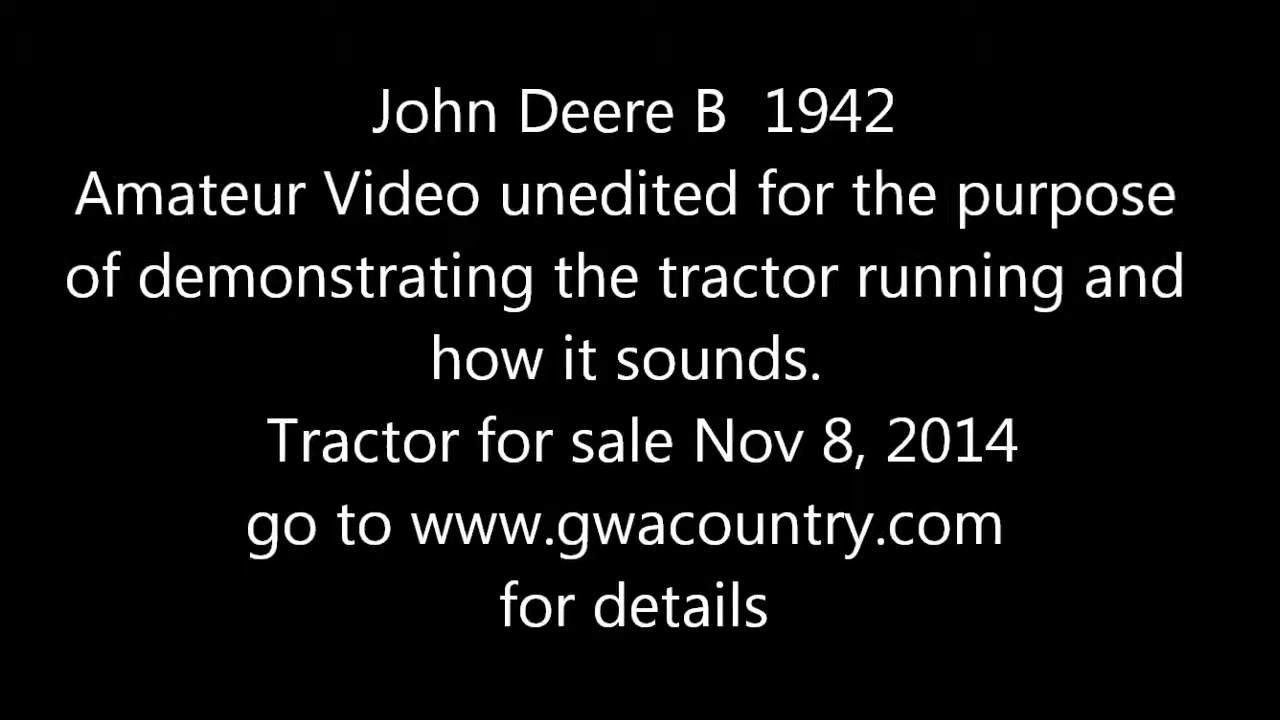 John Deere B  1942
Amateur Video unedited for the purpose
of demonstrating the tractor running and
how it sounds.
Tractor for sale Nov 8, 2014
go to www.gwacountry.com
for details